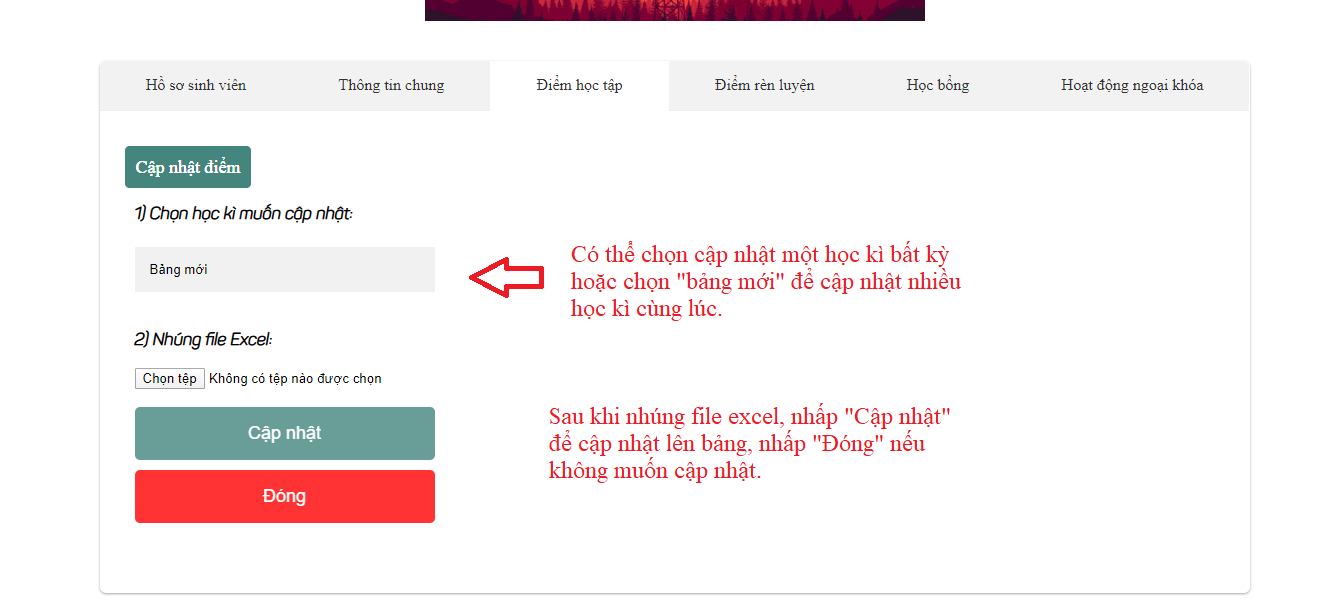 Hồ sơ sinh viên
Thông tin chung
Điểm học tập
Điểm rèn luyện
Học bổng
Hoạt động ngoại khóa
Cập nhật điểm
1) Chọn học kì muốn cập nhật:
Bảng mới
Có thể chọn cập nhật một học kì bất kỳ
hoặc chọn "bảng mới" để cập nhật nhiều
học kì cùng lúc.
2) Nhúng file Excel:
Chọn tệp Không có tệp nào được chọn
Cập nhật
Đóng
Sau khi nhúng file excel, nhấp "Cập nhật"
để cập nhật lên bảng, nhấp "Đóng" nếu
không muốn cập nhật.